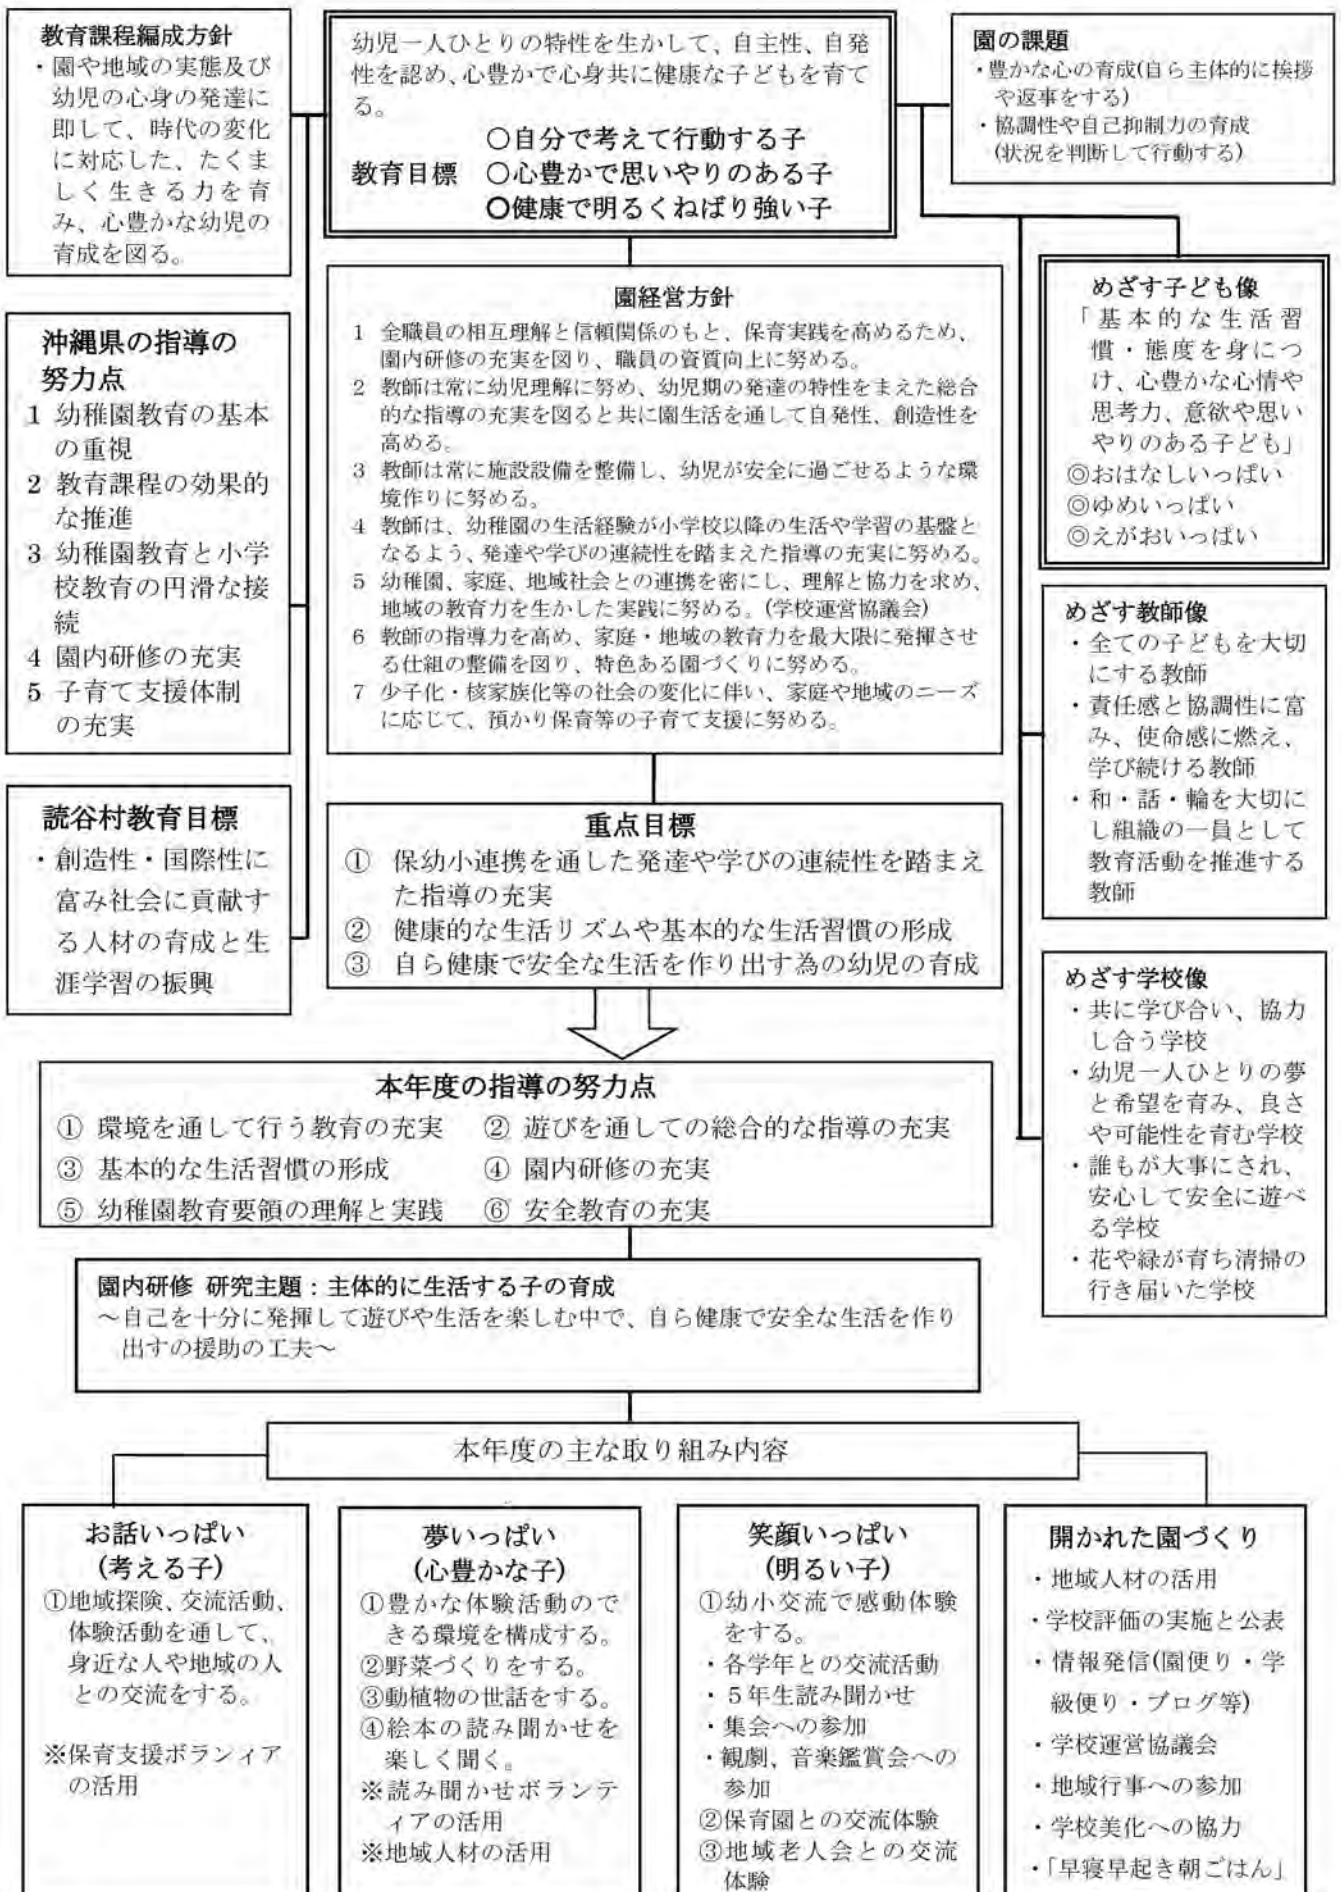 教育課程編成方針
・園や地域の実態及び
幼児の心身の発達に
即して、時代の変化
に対応した、たくま
しく生きる力を育
み、心豊かな幼児の
育成を図る。
幼児一人ひとりの特性を生かして、自主性、自発
性を認め、心豊かで心身共に健康な子どもを育て
る。
○自分で考えて行動する子
教育目標 ○心豊かで思いやりのある子
○健康で明るくねばり強い子
園の課題
・豊かな心の育成(自ら主体的に挨拶
や返事をする)
・協調性や自己抑制力の育成
(状況を判断して行動する)
沖縄県の指導の
努力点
1 幼稚園教育の基本
の重視
2 教育課程の効果的
な推進
3 幼稚園教育と小学
校教育の円滑な接
続
4 園内研修の充実
5 子育て支援体制
の充実
読谷村教育目標
・創造性・国際性に
富み社会に貢献す
る人材の育成と生
涯学習の振興
園経営方針
1 全職員の相互理解と信頼関係のもと、保育実践を高めるため、
園内研修の充実を図り、職員の資質向上に努める。
2 教師は常に幼児理解に努め、幼児期の発達の特性をまえた総合
的な指導の充実を図ると共に園生活を通して自発性、創造性を
高める。
3 教師は常に施設設備を整備し、幼児が安全に過ごせるような環
境作りに努める。
4 教師は、幼稚園の生活経験が小学校以降の生活や学習の基盤と
なるよう、発達や学びの連続性を踏まえた指導の充実に努める。
5 幼稚園、家庭、地域社会との連携を密にし、理解と協力を求め、
地域の教育力を生かした実践に努める。(学校運営協議会)
6 教師の指導力を高め、家庭・地域の教育力を最大限に発揮させ
る仕組の整備を図り、特色ある園づくりに努める。
7 少子化・核家族化等の社会の変化に伴い、家庭や地域のニーズ
に応じて、預かり保育等の子育て支援に努める。
重点目標
① 保幼小連携を通した発達や学びの連続性を踏まえ
た指導の充実
② 健康的な生活リズムや基本的な生活習慣の形成
③ 自ら健康で安全な生活を作り出す為の幼児の育成
めざす子ども像
「基本的な生活習
慣・態度を身につ
け、心豊かな心情や
思考力、意欲や思い
やりのある子ども」
◎おはなしいっぱい
◎ゆめいっぱい
◎えがおいっぱい
めざす教師像
・全ての子どもを大切
にする教師
・責任感と協調性に富
み、使命感に燃え、
学び続ける教師
・和・話・輪を大切に
し組織の一員として
教育活動を推進する
教師
めざす学校像
・共に学び合い、協力
し合う学校
・幼児一人ひとりの夢
と希望を育み、良さ
や可能性を育む学校
・誰もが大事にされ、
安心して安全に遊べ
る学校
・花や緑が育ち清掃の
行き届いた学校
本年度の指導の努力点
① 環境を通して行う教育の充実 ② 遊びを通しての総合的な指導の充実
③ 基本的な生活習慣の形成 ④ 園内研修の充実
⑤ 幼稚園教育要領の理解と実践 ⑥ 安全教育の充実
園内研修 研究主題：主体的に生活する子の育成
～自己を十分に発揮して遊びや生活を楽しむ中で、自ら健康で安全な生活を作り
出すの援助の工夫～
本年度の主な取り組み内容
お話いっぱい
(考える子)
①地域探険、交流活動、
体験活動を通して、
身近な人や地域の人
との交流をする。
※保育支援ボランィア
の活用
夢いっぱい
(心豊かな子)
①豊かな体験活動ので
きる環境を構成する。
②野菜づくりをする。
③動植物の世話をする。
④絵本の読み聞かせを
楽しく聞く。
※読み聞かせボランテ
ィアの活用
※地域人材の活用
笑顔いっぱい
(明るい子)
①幼小交流で感動体験
をする。
・各学年との交流活動
・5年生読み聞かせ
・集会への参加
・観劇、音楽鑑賞会への
参加
②保育園との交流体験
③地域老人会との交流
体験
開かれた園づくり
・地域人材の活用
・学校評価の実施と公表
・情報発信(園便り・学
級便り・ブログ等)
・学校運営協議会
・地域行事への参加
・学校美化への協力
・「早寝早起き朝ごはん」